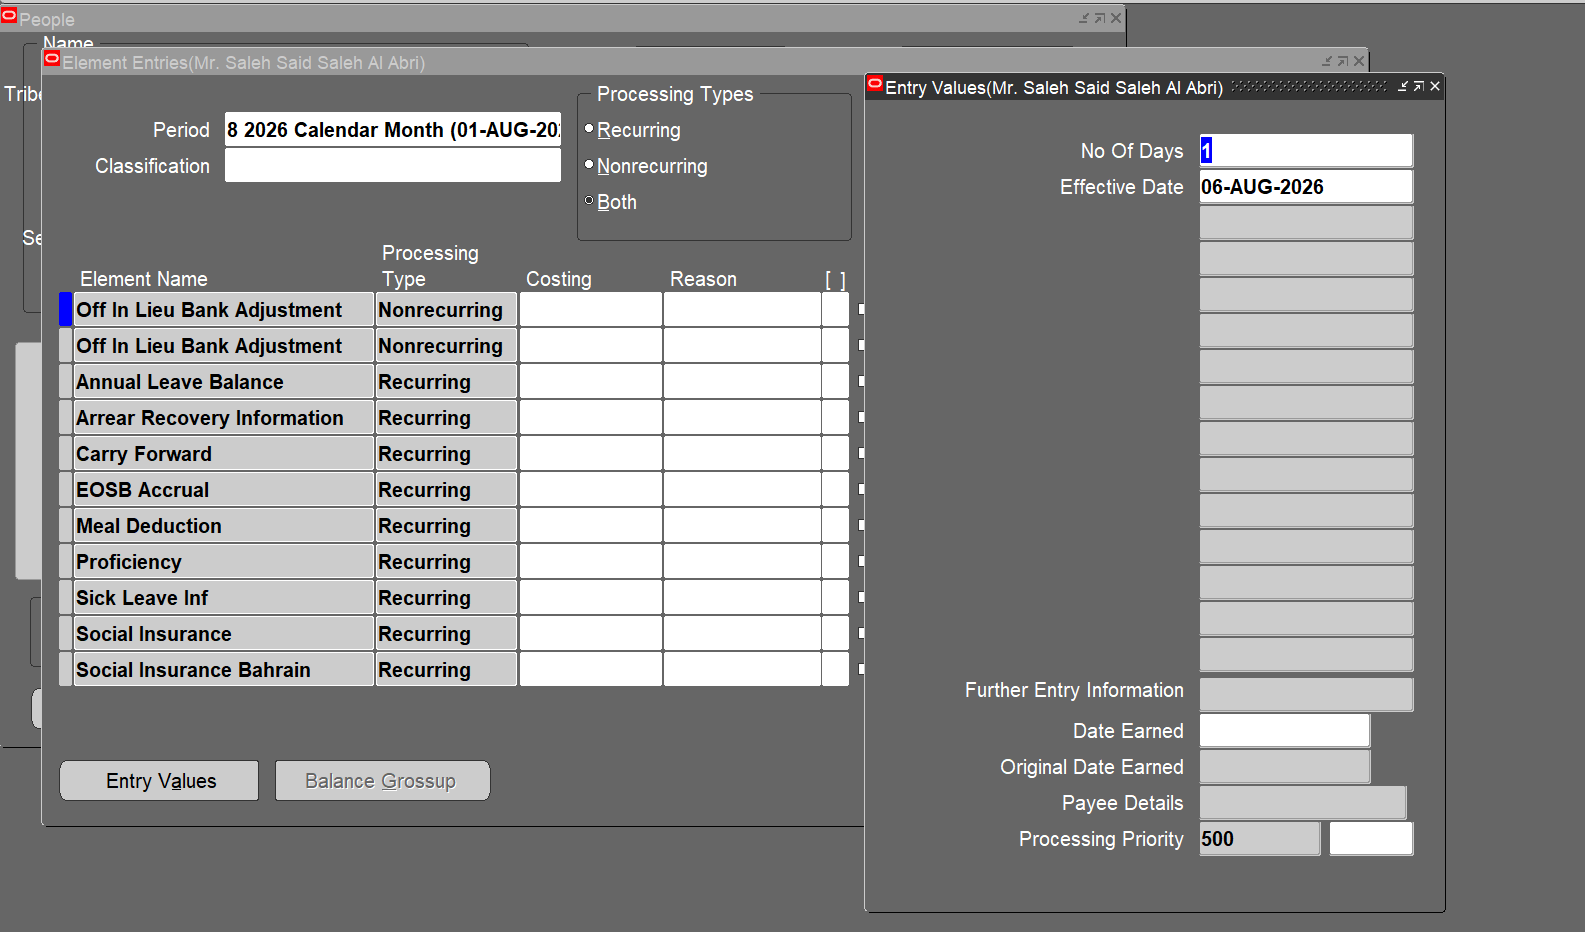 People
Name
Element Entries(Mr. Saleh Said Saleh Al Abri)
Entry Values(Mr. Saleh Said Saleh Al Abri)
Processing Types
Period 8 2026 Calendar Month (01-AUG-20
Recurring
Classification
Nonrecurring
Both
No Of Days 1
Effective Date 06-AUG-2026
Processing
Element Name Type Costing Reason [ ]
Off In Lieu Bank Adjustment Nonrecurring
Off In Lieu Bank Adjustment Nonrecurring
Annual Leave Balance Recurring
Arrear Recovery Information Recurring
Carry Forward Recurring
EOSB Accrual Recurring
Meal Deduction Recurring
Proficiency Recurring
Sick Leave Inf Recurring
Social Insurance Recurring
Social Insurance Bahrain Recurring
Further Entry Information
Date Earned
Original Date Earned
Payee Details
Processing Priority 500
Entry Values Balance Grossup